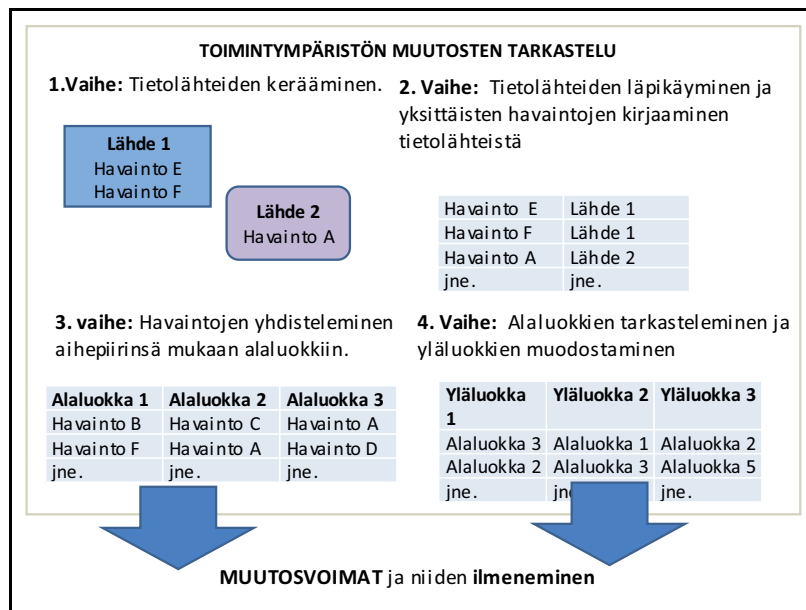 TOIMINTYMPÄRISTÖN MUUTOSTEN TARKASTELU
1.Vaihe: Tietolähteiden kerääminen.
Lähde 1
Havainto E
Havainto F
Lähde 2
Havainto A
2. Vaihe: Tietolähteiden läpikäyminen ja
yksittäisten havaintojen kirjaaminen
tietolähteistä
Havainto E Lähde 1
Havainto F Lähde 1
Havainto A Lähde 2
jne. jne.
3. vaihe: Havaintojen yhdisteleminen
aihepiirinsä mukaan alaluokkiin.
Alaluokka 1 Alaluokka 2 Alaluokka 3
Havainto B Havainto C Havainto A
Havainto F Havainto A Havainto D
jne. jne. jne.
4. Vaihe: Alaluokkien tarkasteleminen ja
yläluokkien muodostaminen
Yläluokka Yläluokka 2 Yläluokka 3
1
Alaluokka 3 Alaluokka 1 Alaluokka 2
Alaluokka 2 Alaluokka 3 Alaluokka 5
jne. jne. jne.
MUUTOSVOIMAT ja niiden ilmeneminen